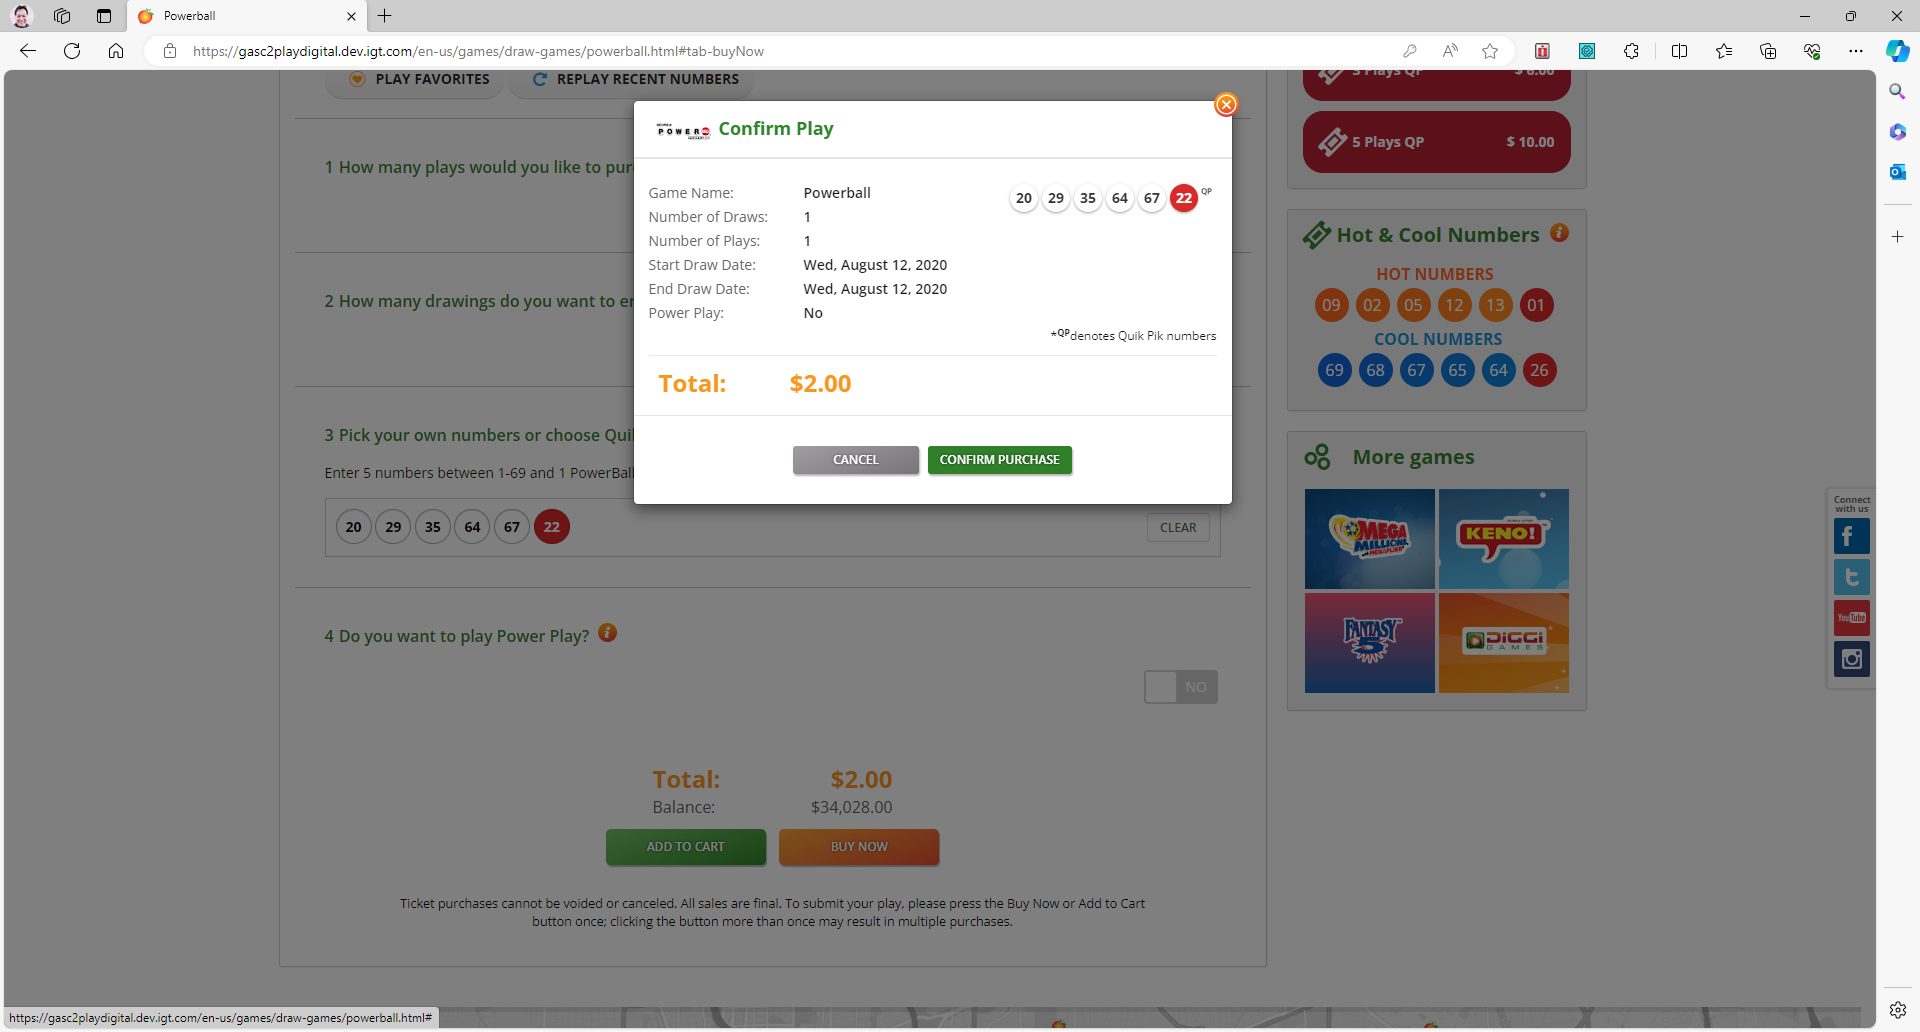 Powerball
https://gasc2playdigital.dev.igt.com/en-us/games/draw-games/powerball.html#tab-buyNow
PLAY FAVORITES
REPLAY RECENT NUMBERS
1 How many plays would you like to pur
2 How many drawings do you want to en
3 Pick your own numbers or choose Qui
Enter 5 numbers between 1-69 and 1 PowerBall
20 29 35 64 67 22
CLEAR
4 Do you want to play Power Play?
NO
Total: $2.00
Balance: $34,028.00
ADD TO CART
BUY NOW
Ticket purchases cannot be voided or canceled. All sales are final. To submit your play, please press the Buy Now or Add to Cart
button once; clicking the button more than once may result in multiple purchases.
POWER
Confirm Play
Game Name: Powerball
Number of Draws: 1
Number of Plays: 1
Start Draw Date: Wed, August 12, 2020
End Draw Date: Wed, August 12, 2020
Power Play: No
20 29 35 64 67 22 QP
*QPdenotes Quik Pik numbers
Total: $2.00
CANCEL
CONFIRM PURCHASE
3 Plays QP $ 6.00
5 Plays QP $ 10.00
Hot & Cool Numbers
HOT NUMBERS
09 02 05 12 13 01
COOL NUMBERS
69 68 67 65 64 26
More games
MEGA
MILLIONS
MEGAPLIER
KENO!
FANTASY
5
DiGGi
GAMES
Connect
with us
YouTube
https://gasc2playdigital.dev.igt.com/en-us/games/draw-games/powerball.html#